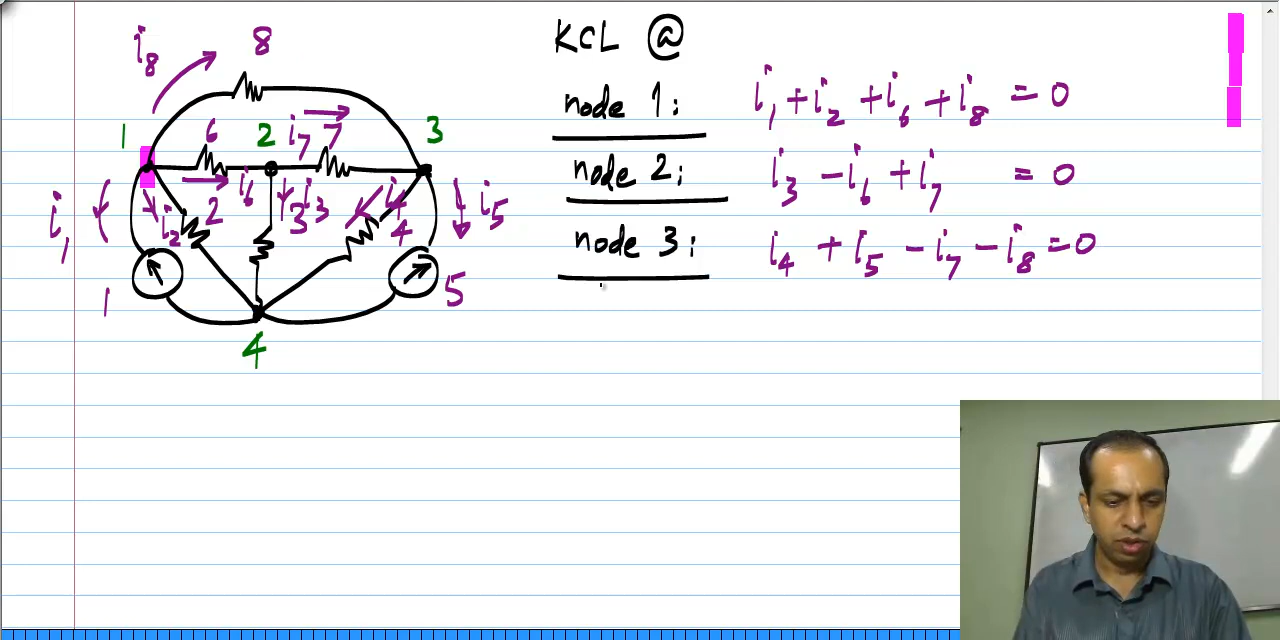 KCL @
node 1: i₁ + i₂ + i₆ + i₈ = 0
node 2: i₃ - i₆ + i₇ = 0
node 3: i₄ + i₅ - i₇ - i₈ = 0
i₈ 8
1 6 2 i₇ 7 3
i₆
i₁ i₂ 2 3 i₃ i₄ 4 i₅
1 5
4